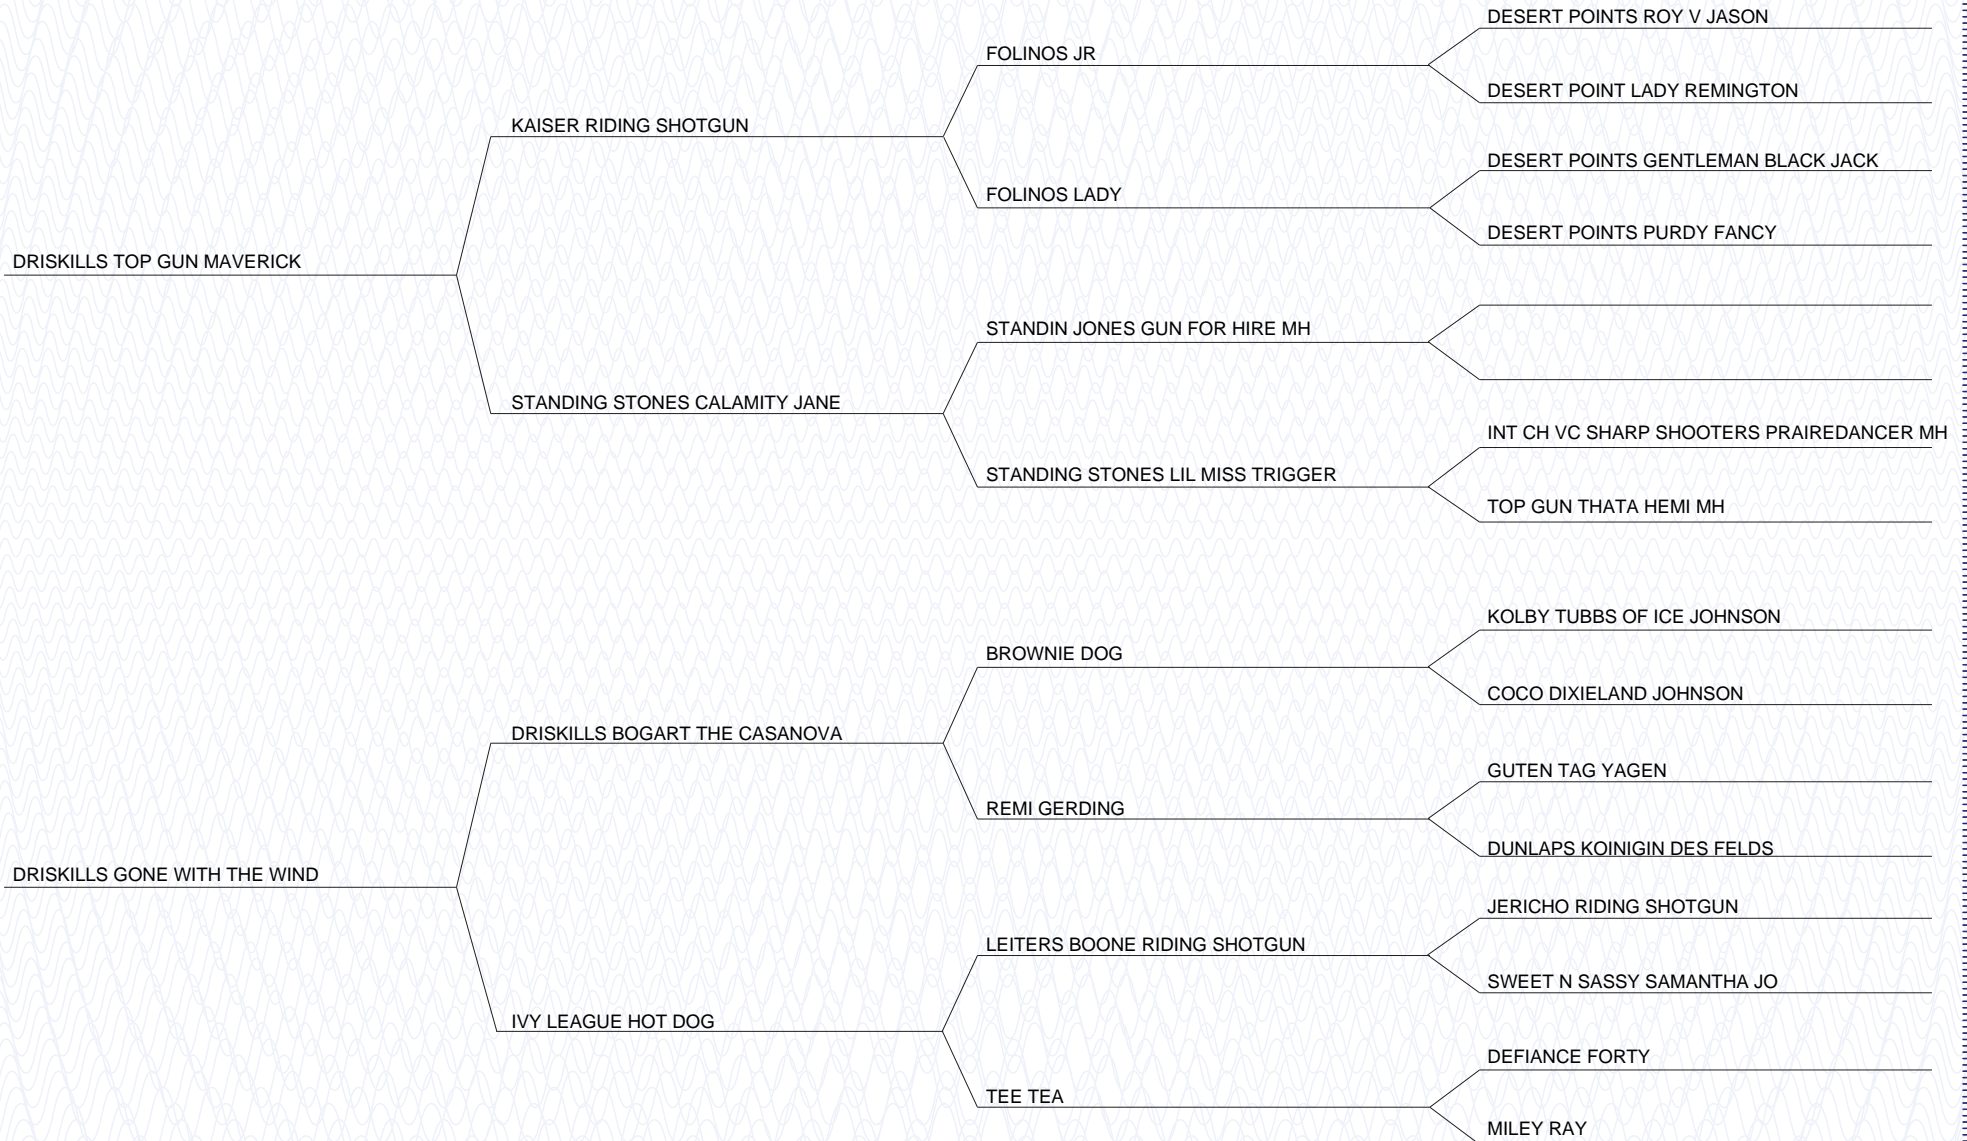 DESERT POINTS ROY V JASON
FOLINOS JR
DESERT POINT LADY REMINGTON
KAISER RIDING SHOTGUN
DESERT POINTS GENTLEMAN BLACK JACK
FOLINOS LADY
DESERT POINTS PURDY FANCY
DRISKILLS TOP GUN MAVERICK
STANDIN JONES GUN FOR HIRE MH
STANDING STONES CALAMITY JANE
INT CH VC SHARP SHOOTERS PRAIREDANCER MH
STANDING STONES LIL MISS TRIGGER
TOP GUN THATA HEMI MH
KOLBY TUBBS OF ICE JOHNSON
BROWNIE DOG
COCO DIXIELAND JOHNSON
DRISKILLS BOGART THE CASANOVA
GUTEN TAG YAGEN
REMI GERDING
DUNLAPS KOINIGIN DES FELDS
DRISKILLS GONE WITH THE WIND
JERICHO RIDING SHOTGUN
LEITERS BOONE RIDING SHOTGUN
SWEET N SASSY SAMANTHA JO
IVY LEAGUE HOT DOG
DEFIANCE FORTY
TEE TEA
MILEY RAY